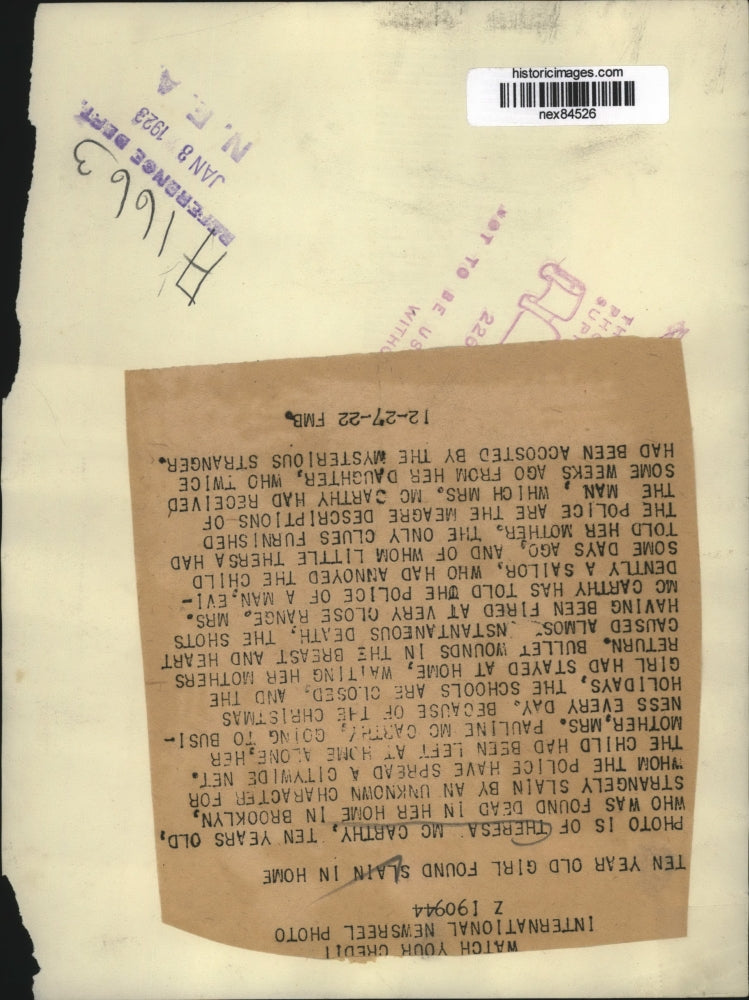 historicimages.com
nex84526
N. E. A.
JAN 8 1923
REFERENCE DEPT.
A1663
NOT TO BE US
226
WITHO
TH
PHO
SUPP
WATCH YOUR CREDIT
INTERNATIONAL NEWSREEL PHOTO
Z 190944
TEN YEAR OLD GIRL FOUND SLAIN IN HOME
PHOTO IS OF THERESA MC CARTHY, TEN YEARS OLD,
WHO WAS FOUND DEAD IN HER HOME IN BROOKLYN,
STRANGELY SLAIN BY AN UNKNOWN CHARACTER FOR
WHOM THE POLICE HAVE SPREAD A CITYWIDE NET.
THE CHILD HAD BEEN LEFT AT HOME ALONE, HER
MOTHER, MRS. PAULINE MC CARTHY, GOING TO BUSI-
NESS EVERY DAY. BECAUSE OF THE CHRISTMAS
HOLIDAYS, THE SCHOOLS ARE CLOSED, AND THE
GIRL HAD STAYED AT HOME, WAITING HER MOTHERS
RETURN. BULLET WOUNDS IN THE BREAST AND HEART
CAUSED ALMOST INSTANTANEOUS DEATH, THE SHOTS
HAVING BEEN FIRED AT VERY CLOSE RANGE. MRS.
MC CARTHY HAS TOLD THE POLICE OF A MAN, EVI-
DENTLY A SAILOR, WHO HAD ANNOYED THE CHILD
SOME DAYS AGO, AND OF WHOM LITTLE THERSA HAD
TOLD HER MOTHER. THE ONLY CLUES FURNISHED
THE POLICE ARE THE MEAGRE DESCRIPTIONS OF
THE MAN, WHICH MRS. MC CARTHY HAD RECEIVED
SOME WEEKS AGO FROM HER DAUGHTER, WHO TWICE
HAD BEEN ACCOSTED BY THE MYSTERIOUS STRANGER.
12-27-22 FMB.